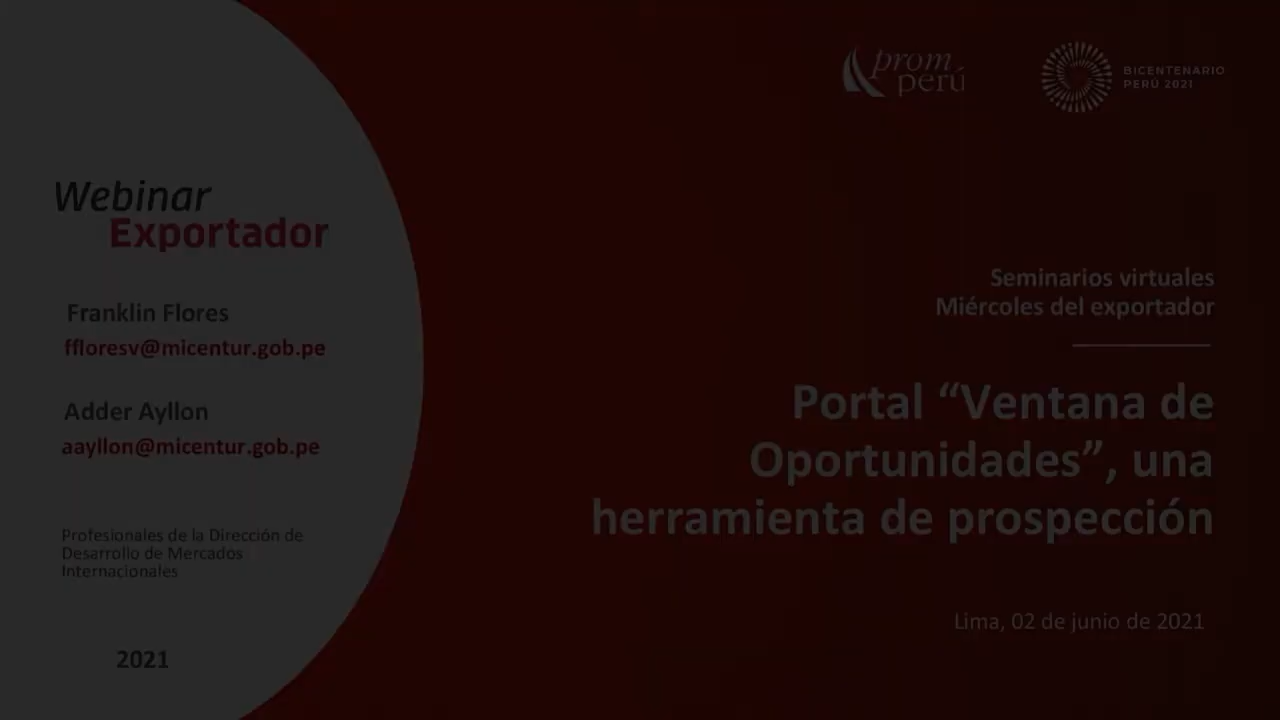 prom
perú
BICENTENARIO
PERÚ 2021
Webinar
Exportador
Franklin Flores
ffloresv@micentur.gob.pe
Adder Ayllon
aayllon@micentur.gob.pe
Profesionales de la Dirección de
Desarrollo de Mercados
Internacionales
2021
Seminarios virtuales
Miércoles del exportador
Portal “Ventana de
Oportunidades”, una
herramienta de prospección
Lima, 02 de junio de 2021